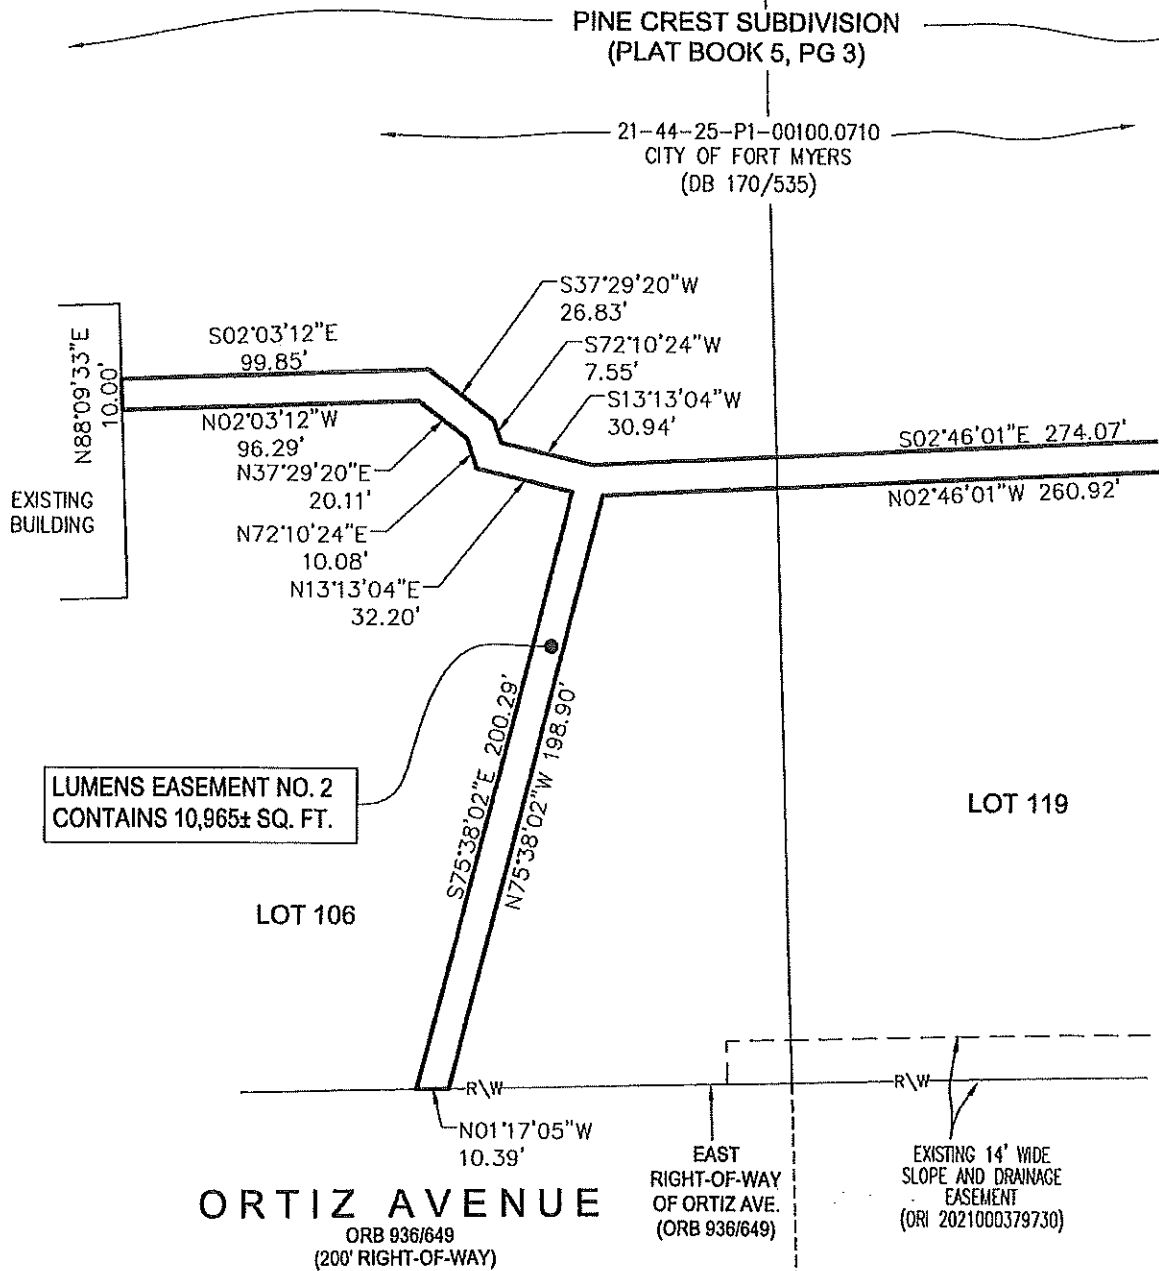 PINE CREST SUBDIVISION
(PLAT BOOK 5, PG 3)
21-44-25-P1-00100.0710
CITY OF FORT MYERS
(DB 170/535)
S37°29'20"W
26.83'
S72°10'24"W
7.55'
S13°13'04"W
30.94'
S02°03'12"E
99.85'
N88°09'33"E
10.00'
N02°03'12"W
96.29'
N37°29'20"E
20.11'
N72°10'24"E
10.08'
N13°13'04"E
32.20'
EXISTING
BUILDING
S02°46'01"E 274.07'
N02°46'01"W 260.92'
S75°38'02"E 200.29'
N75°38'02"W 198.90'
LUMENS EASEMENT NO. 2
CONTAINS 10,965± SQ. FT.
LOT 119
LOT 106
R\W
R\W
N01°17'05"W
10.39'
EAST
RIGHT-OF-WAY
OF ORTIZ AVE.
(ORB 936/649)
EXISTING 14' WIDE
SLOPE AND DRAINAGE
EASEMENT
(ORI 2021000379730)
ORTIZ AVENUE
ORB 936/649
(200' RIGHT-OF-WAY)